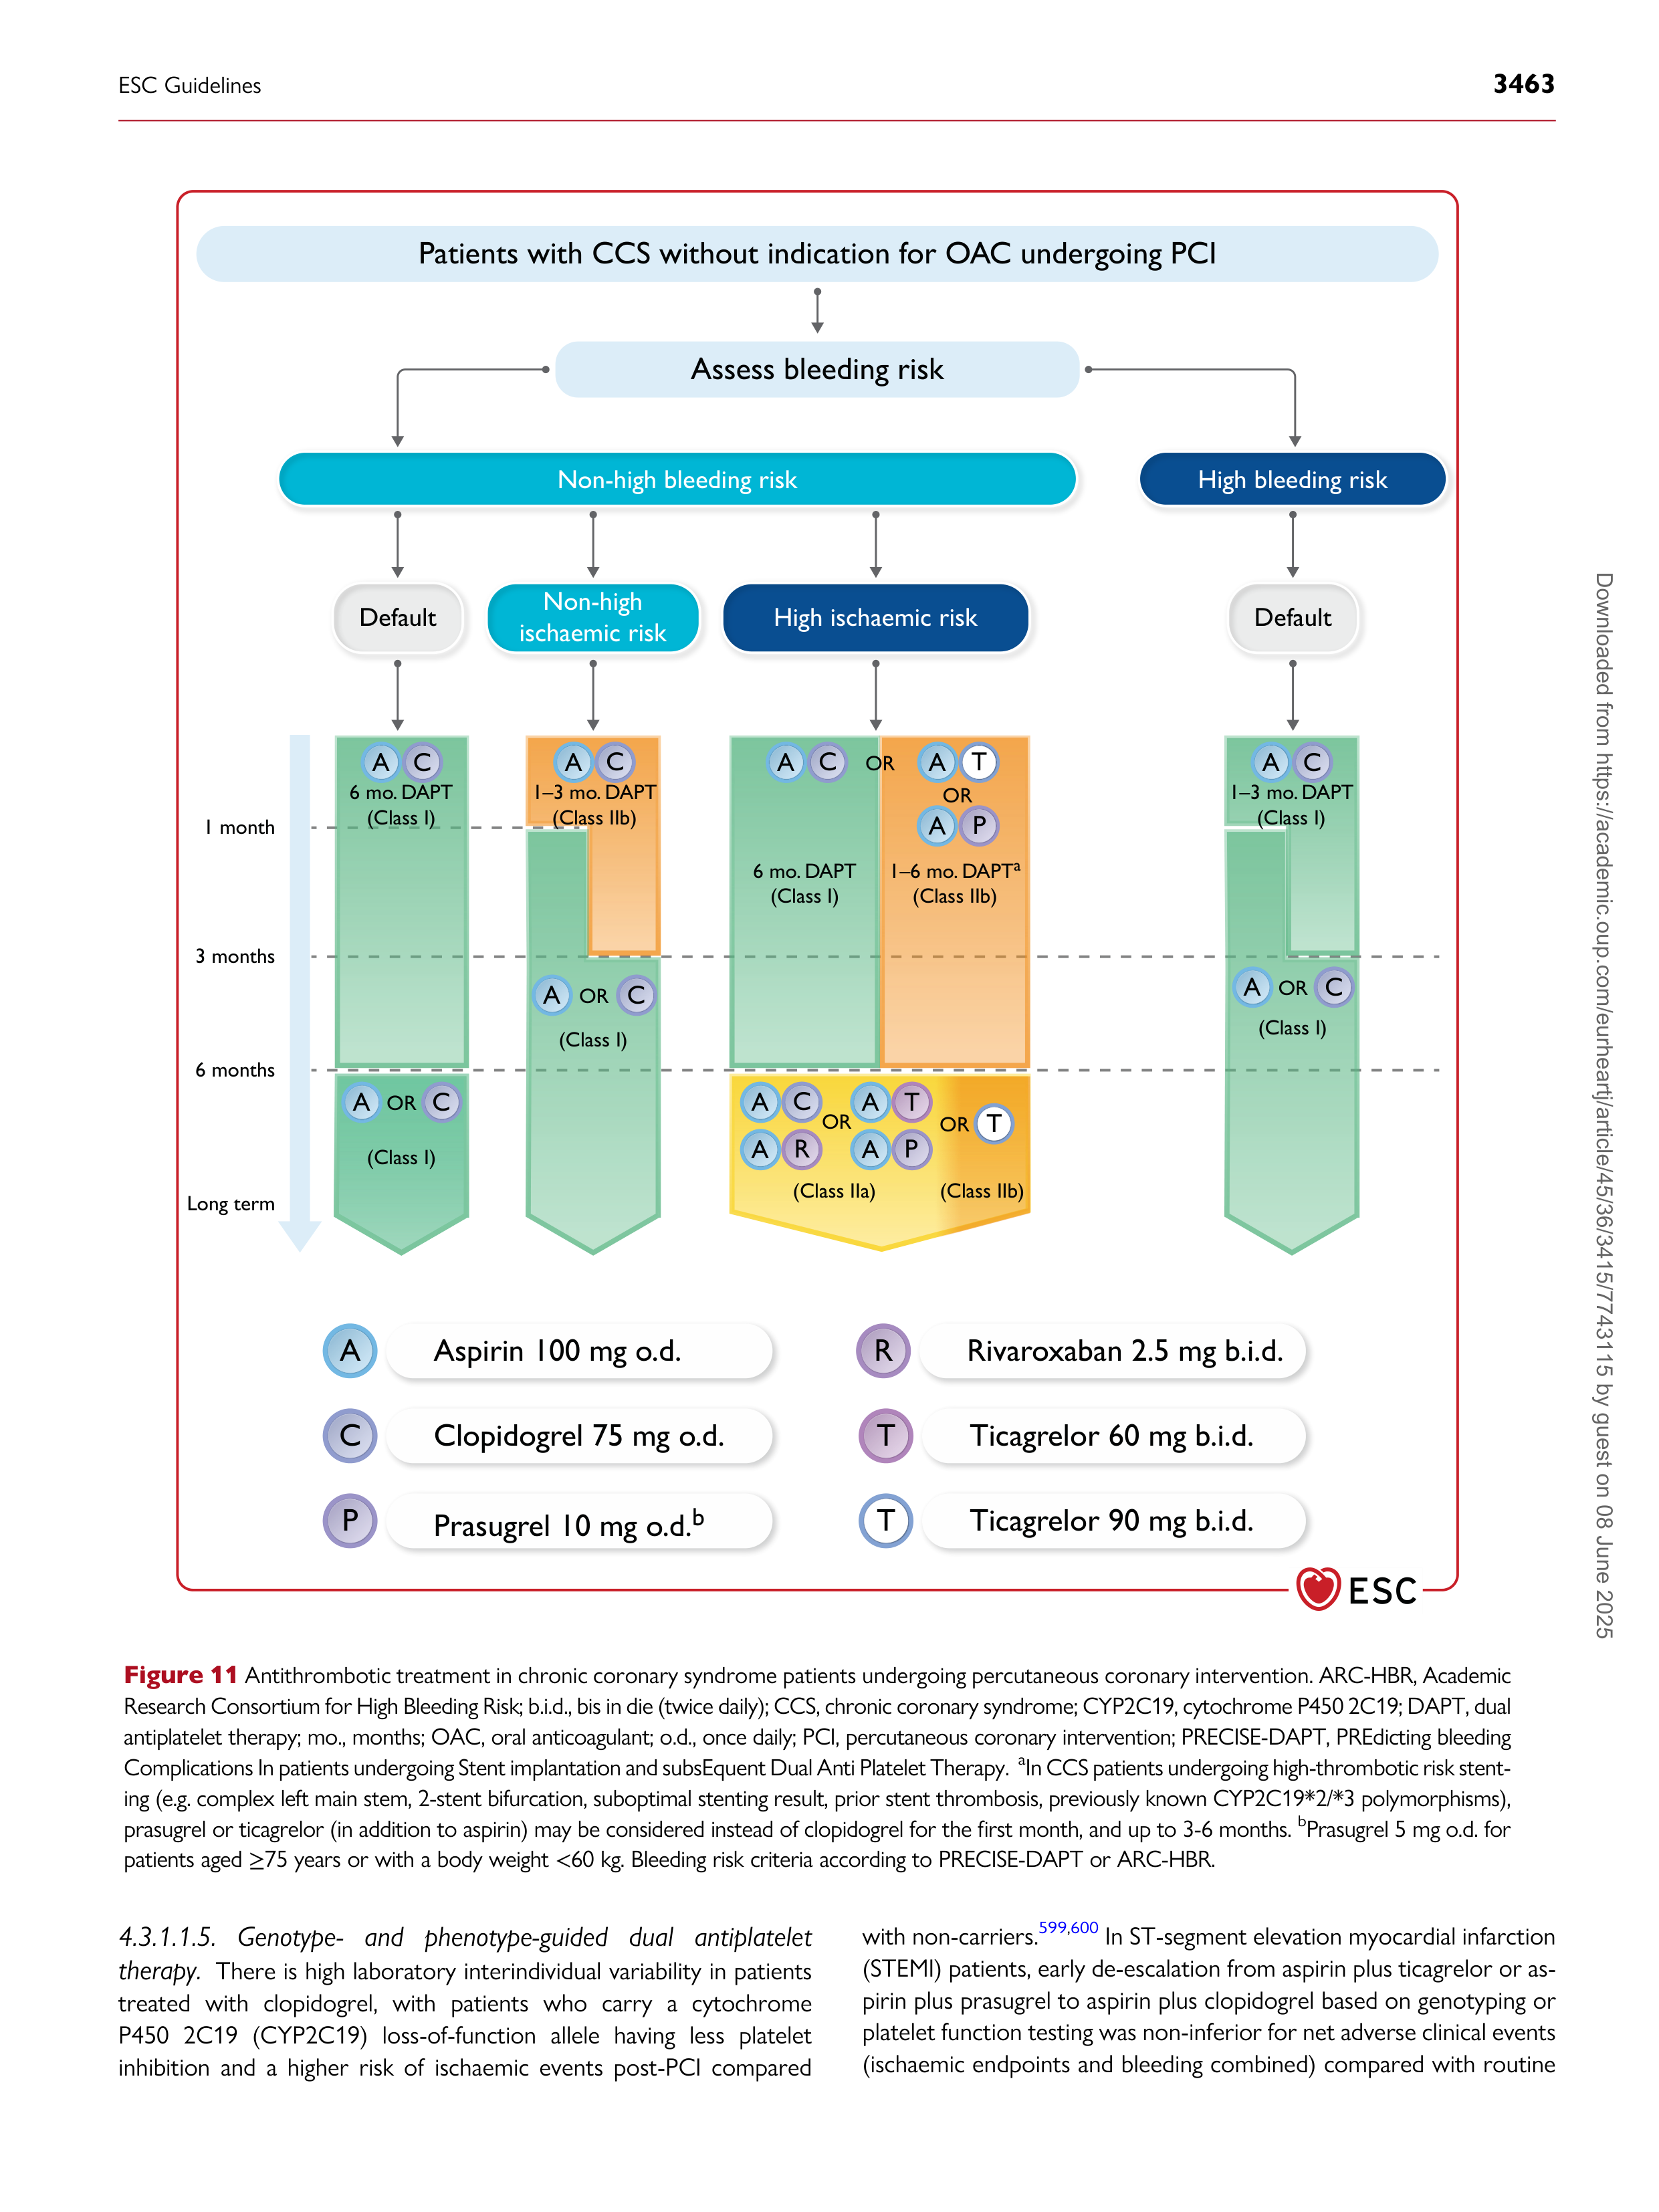 ESC Guidelines
3463
Patients with CCS without indication for OAC undergoing PCI
Assess bleeding risk
Non-high bleeding risk
High bleeding risk
Default
Non-high
ischaemic risk
High ischaemic risk
Default
A C
6 mo. DAPT
(Class I)
A C
1–3 mo. DAPT
(Class IIb)
A C OR A T
OR
A P
6 mo. DAPT
(Class I)
1–6 mo. DAPTᵃ
(Class IIb)
A C
1–3 mo. DAPT
(Class I)
1 month
3 months
A OR C
(Class I)
A OR C
(Class I)
6 months
A OR C
(Class I)
A C OR A T OR T
A R A P
(Class IIa) (Class IIb)
Long term
A Aspirin 100 mg o.d.
R Rivaroxaban 2.5 mg b.i.d.
C Clopidogrel 75 mg o.d.
T Ticagrelor 60 mg b.i.d.
P Prasugrel 10 mg o.d.ᵇ
T Ticagrelor 90 mg b.i.d.
ESC
Figure 11 Antithrombotic treatment in chronic coronary syndrome patients undergoing percutaneous coronary intervention. ARC-HBR, Academic
Research Consortium for High Bleeding Risk; b.i.d., bis in die (twice daily); CCS, chronic coronary syndrome; CYP2C19, cytochrome P450 2C19; DAPT, dual
antiplatelet therapy; mo., months; OAC, oral anticoagulant; o.d., once daily; PCI, percutaneous coronary intervention; PRECISE-DAPT, PREdicting bleeding
Complications In patients undergoing Stent implantation and subsEquent Dual Anti Platelet Therapy. ᵃIn CCS patients undergoing high-thrombotic risk stent-
ing (e.g. complex left main stem, 2-stent bifurcation, suboptimal stenting result, prior stent thrombosis, previously known CYP2C19*2/*3 polymorphisms),
prasugrel or ticagrelor (in addition to aspirin) may be considered instead of clopidogrel for the first month, and up to 3-6 months. ᵇPrasugrel 5 mg o.d. for
patients aged ≥75 years or with a body weight <60 kg. Bleeding risk criteria according to PRECISE-DAPT or ARC-HBR.
4.3.1.1.5. Genotype- and phenotype-guided dual antiplatelet
therapy. There is high laboratory interindividual variability in patients
treated with clopidogrel, with patients who carry a cytochrome
P450 2C19 (CYP2C19) loss-of-function allele having less platelet
inhibition and a higher risk of ischaemic events post-PCI compared
with non-carriers.599,600 In ST-segment elevation myocardial infarction
(STEMI) patients, early de-escalation from aspirin plus ticagrelor or as-
pirin plus prasugrel to aspirin plus clopidogrel based on genotyping or
platelet function testing was non-inferior for net adverse clinical events
(ischaemic endpoints and bleeding combined) compared with routine
Downloaded from https://academic.oup.com/eurheartj/article/45/36/3415/7743115 by guest on 08 June 2025